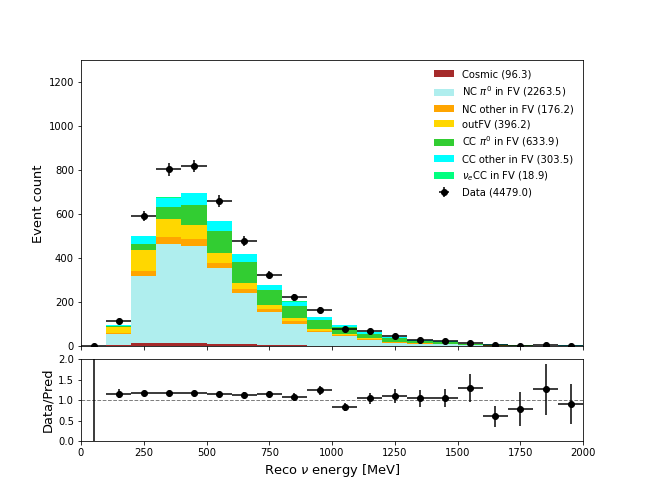 1200
1000
800
600
400
200
0
Event count
Cosmic (96.3)
NC π⁰ in FV (2263.5)
NC other in FV (176.2)
outFV (396.2)
CC π⁰ in FV (633.9)
CC other in FV (303.5)
νₑCC in FV (18.9)
Data (4479.0)
2.0
1.5
1.0
0.5
0.0
Data/Pred
0 250 500 750 1000 1250 1500 1750 2000
Reco ν energy [MeV]